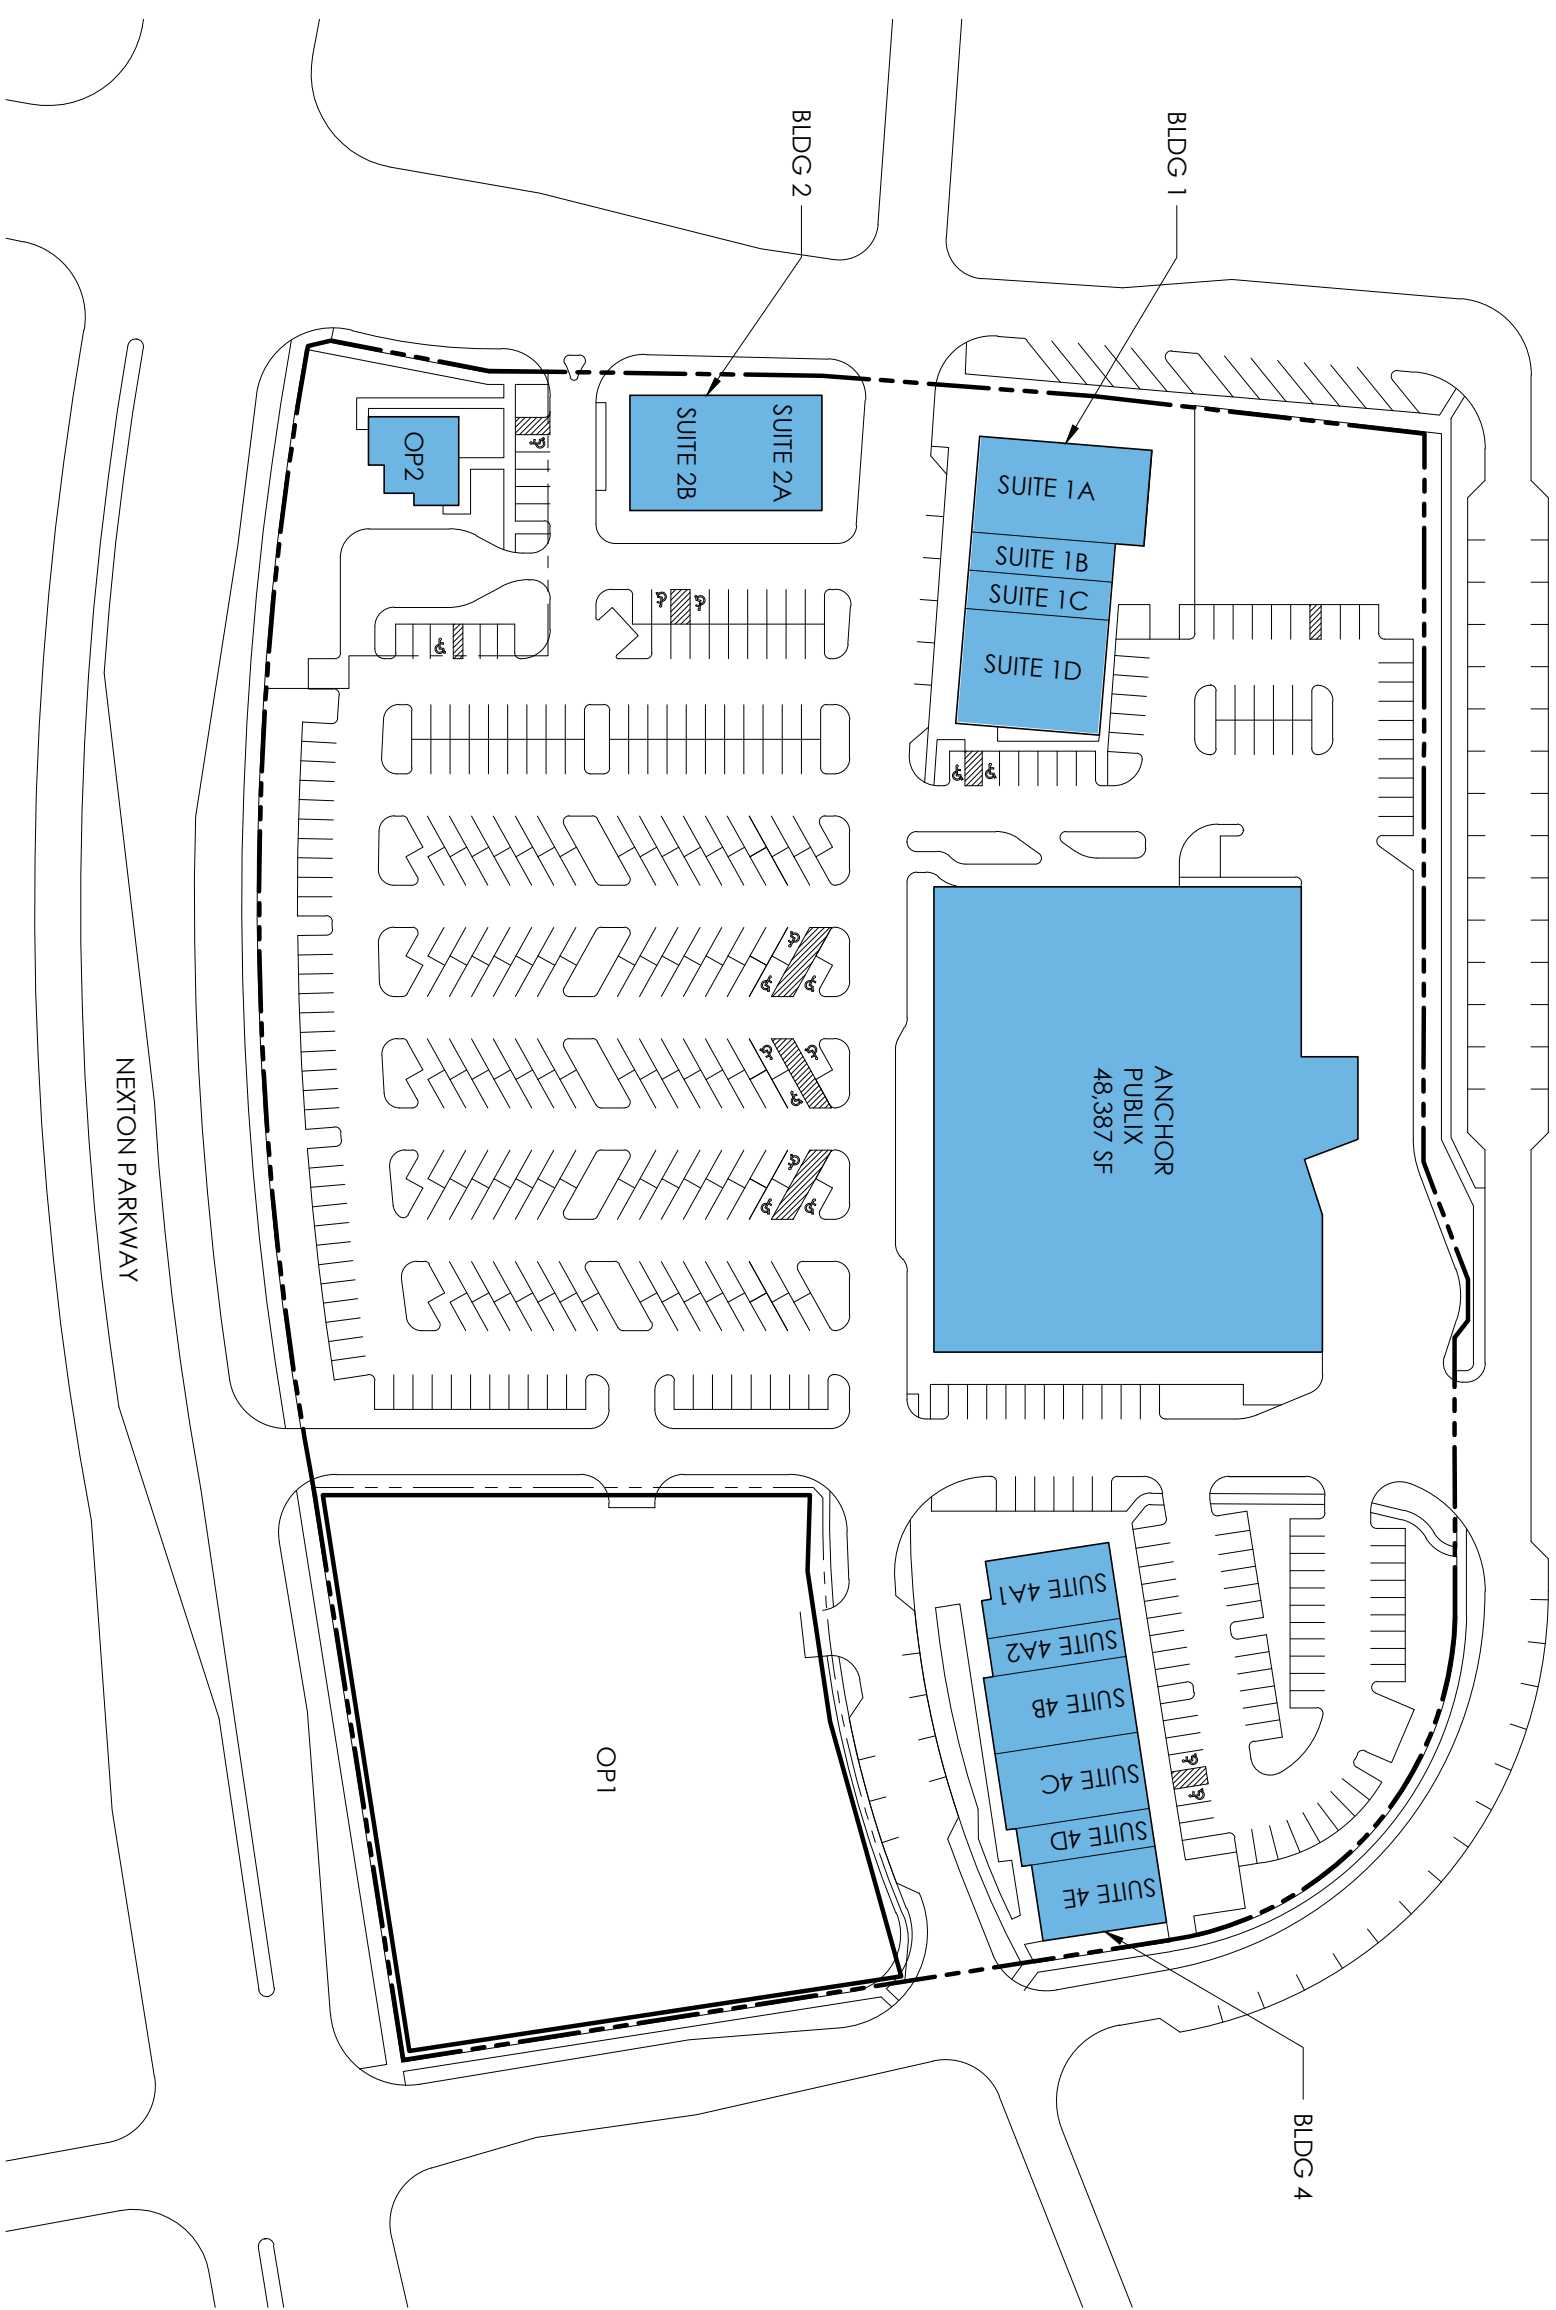 BLDG 2
BLDG 1
SUITE 2A
SUITE 2B
OP2
SUITE 1A
SUITE 1B
SUITE 1C
SUITE 1D
ANCHOR
PUBLIX
48,387 SF
NEXTON PARKWAY
SUITE 4A1
SUITE 4A2
SUITE 4B
SUITE 4C
SUITE 4D
SUITE 4E
OP1
BLDG 4